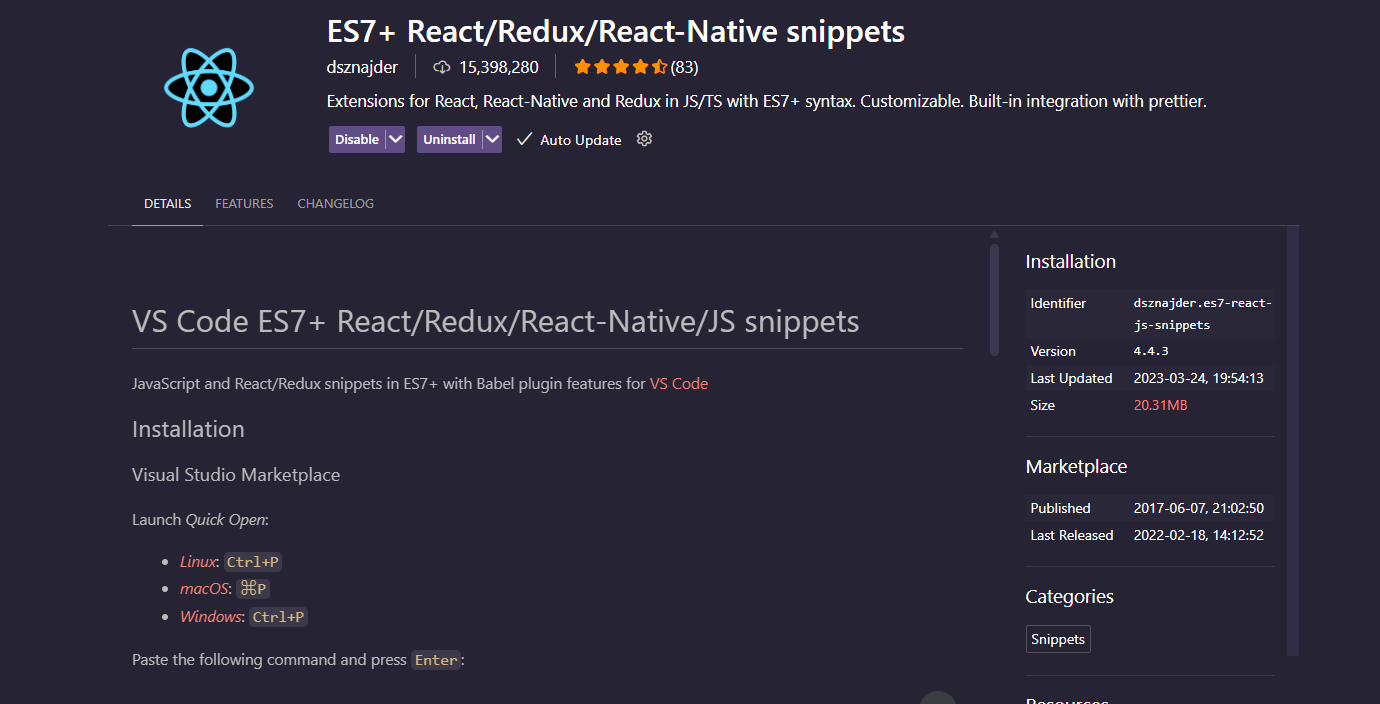 ES7+ React/Redux/React-Native snippets
dsznajder 15,398,280 (83)
Extensions for React, React-Native and Redux in JS/TS with ES7+ syntax. Customizable. Built-in integration with prettier.
Disable Uninstall Auto Update
DETAILS FEATURES CHANGELOG
VS Code ES7+ React/Redux/React-Native/JS snippets
JavaScript and React/Redux snippets in ES7+ with Babel plugin features for VS Code
Installation
Visual Studio Marketplace
Launch Quick Open:
Linux: Ctrl+P
macOS: ⌘P
Windows: Ctrl+P
Paste the following command and press Enter:
Installation
Identifier dsznajder.es7-react-
js-snippets
Version 4.4.3
Last Updated 2023-03-24, 19:54:13
Size 20.31MB
Marketplace
Published 2017-06-07, 21:02:50
Last Released 2022-02-18, 14:12:52
Categories
Snippets
Resources